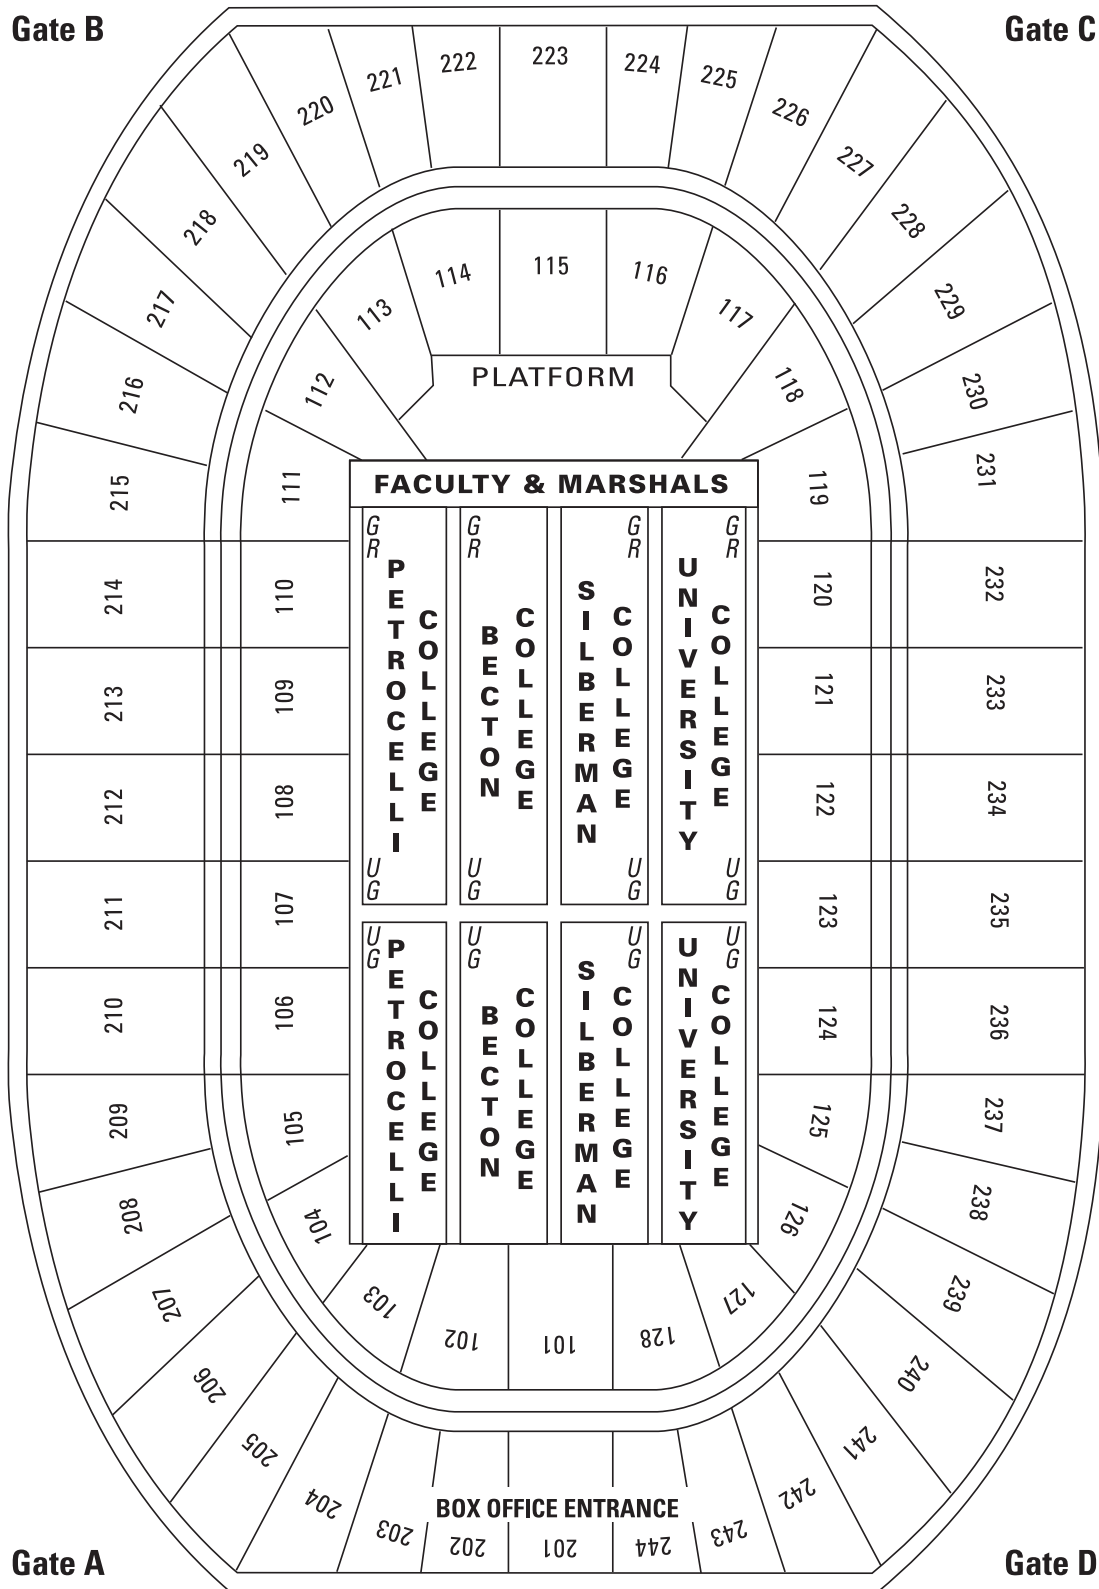 Gate B
Gate C
219
220
221
222
223
224
225
226
227
218
228
217
229
216
230
215
231
214
232
213
233
212
234
211
235
210
236
209
237
208
238
207
239
206
240
205
241
204
242
203
202
201
244
243
113
114
115
116
117
112
118
111
119
110
120
109
121
108
122
107
123
106
124
105
125
104
126
103
127
102
101
128
PLATFORM
FACULTY & MARSHALS
GR
PETROCELLI
COLLEGE
UG
GR
BECTON
COLLEGE
UG
GR
SILBERMAN
COLLEGE
UG
GR
UNIVERSITY
COLLEGE
UG
UG
PETROCELLI
COLLEGE
UG
BECTON
COLLEGE
UG
SILBERMAN
COLLEGE
UG
UNIVERSITY
COLLEGE
BOX OFFICE ENTRANCE
Gate A
Gate D